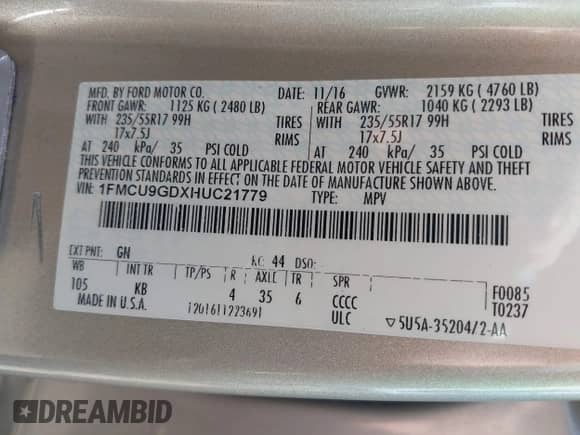 MFD. BY FORD MOTOR CO. DATE: 11/16 GVWR: 2159 KG ( 4760 LB)
FRONT GAWR: 1125 KG ( 2480 LB) REAR GAWR: 1040 KG ( 2293 LB)
WITH 235/55R17 99H TIRES WITH 235/55R17 99H TIRES
17x7.5J RIMS 17x7.5J RIMS
AT 240 kPa/ 35 PSI COLD AT 240 kPa/ 35 PSI COLD
THIS VEHICLE CONFORMS TO ALL APPLICABLE FEDERAL MOTOR VEHICLE SAFETY AND THEFT
PREVENTION STANDARDS IN EFFECT ON THE DATE OF MANUFACTURE SHOWN ABOVE.
VIN: 1FMCU9GDXHUC21779 TYPE: MPV
EXT PNT: GN RC: 44 DSO:
WB INT TR TP/PS R AXLE TR SPR
105 KB 4 35 6 CCCC F0085
MADE IN U.S.A. ULC T0237
▽5U5A-35204/2-AA
DREAMBID